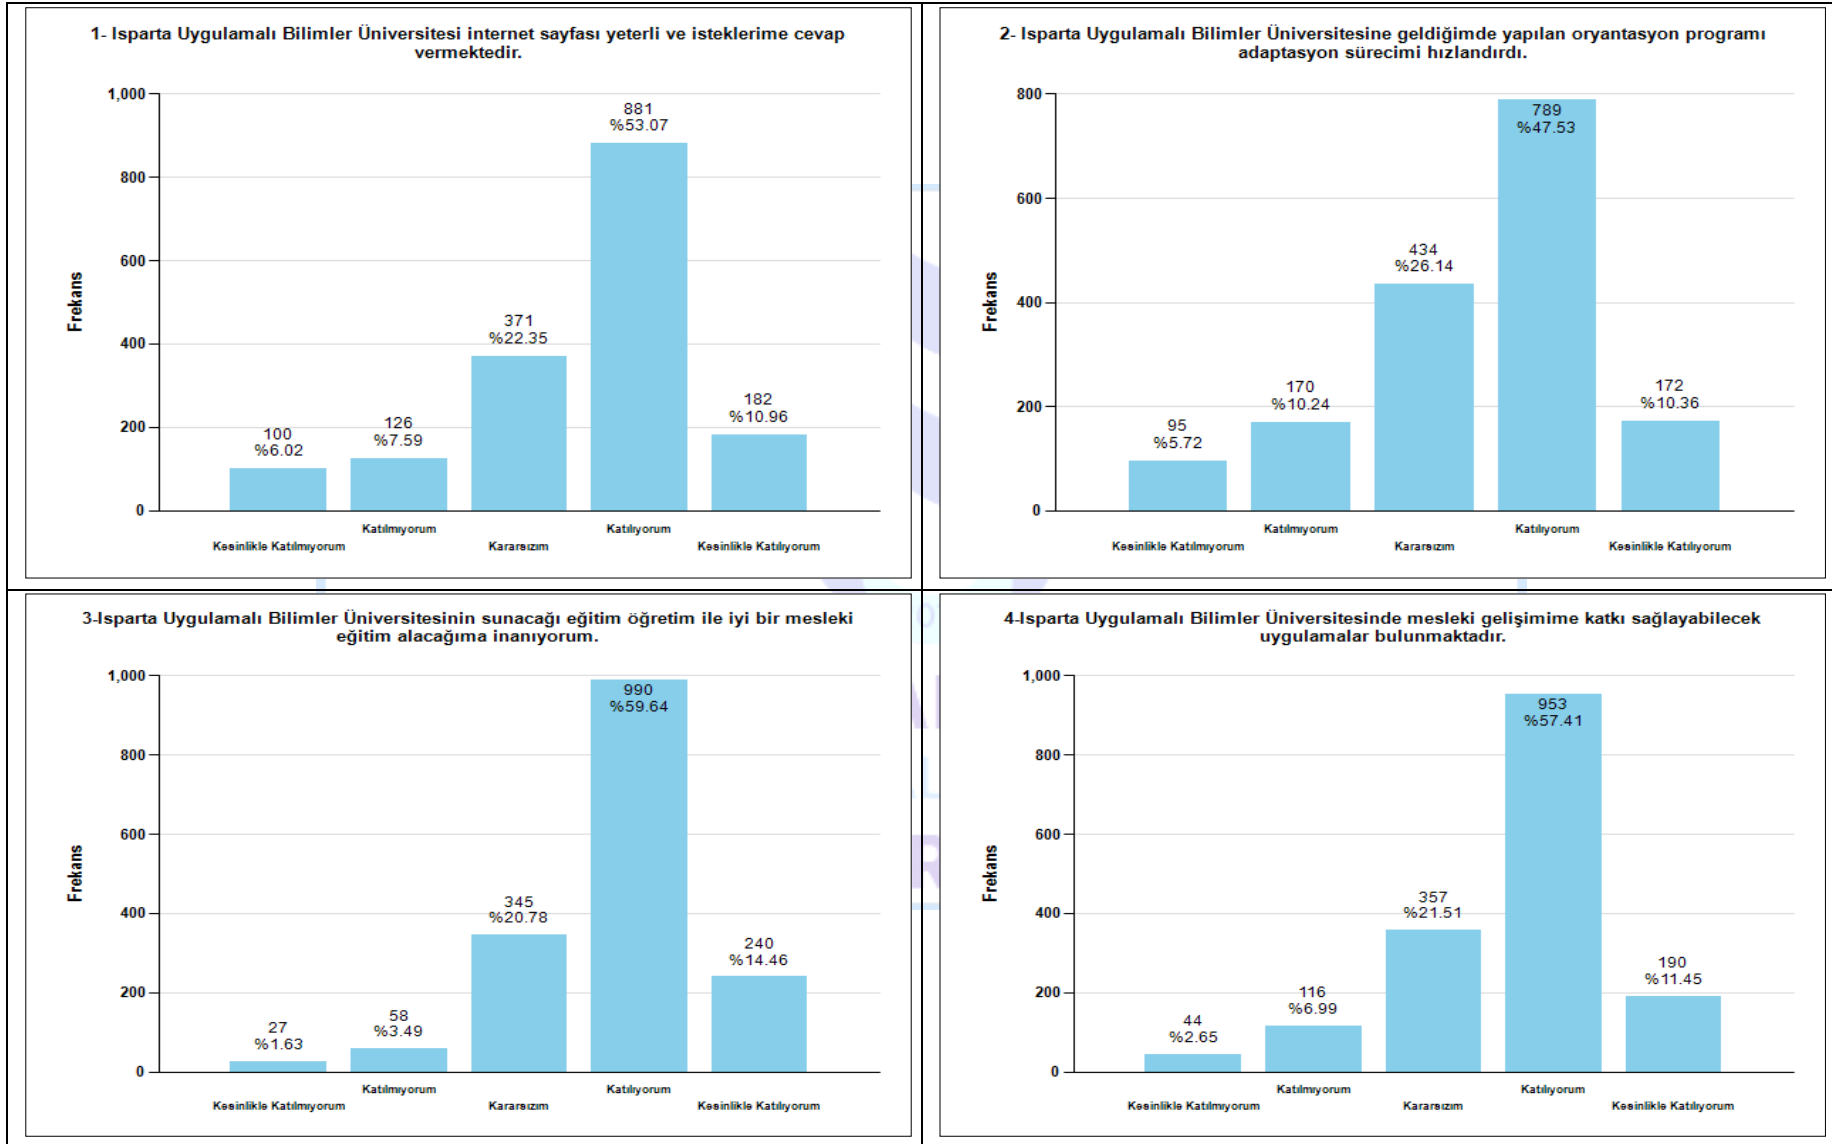 1- Isparta Uygulamalı Bilimler Üniversitesi internet sayfası yeterli ve isteklerime cevap
vermektedir.
1,000
800
600
400
200
0
Frekans
100
%6.02
126
%7.59
371
%22.35
881
%53.07
182
%10.96
Kesinlikle Katılmıyorum
Katılmıyorum
Kararsızım
Katılıyorum
Kesinlikle Katılıyorum
2- Isparta Uygulamalı Bilimler Üniversitesine geldiğimde yapılan oryantasyon programı
adaptasyon sürecimi hızlandırdı.
800
600
400
200
0
Frekans
95
%5.72
170
%10.24
434
%26.14
789
%47.53
172
%10.36
Kesinlikle Katılmıyorum
Katılmıyorum
Kararsızım
Katılıyorum
Kesinlikle Katılıyorum
3-Isparta Uygulamalı Bilimler Üniversitesinin sunacağı eğitim öğretim ile iyi bir mesleki
eğitim alacağıma inanıyorum.
1,000
800
600
400
200
0
Frekans
27
%1.63
58
%3.49
345
%20.78
990
%59.64
240
%14.46
Kesinlikle Katılmıyorum
Katılmıyorum
Kararsızım
Katılıyorum
Kesinlikle Katılıyorum
4-Isparta Uygulamalı Bilimler Üniversitesinde mesleki gelişimime katkı sağlayabilecek
uygulamalar bulunmaktadır.
1,000
800
600
400
200
0
Frekans
44
%2.65
116
%6.99
357
%21.51
953
%57.41
190
%11.45
Kesinlikle Katılmıyorum
Katılmıyorum
Kararsızım
Katılıyorum
Kesinlikle Katılıyorum